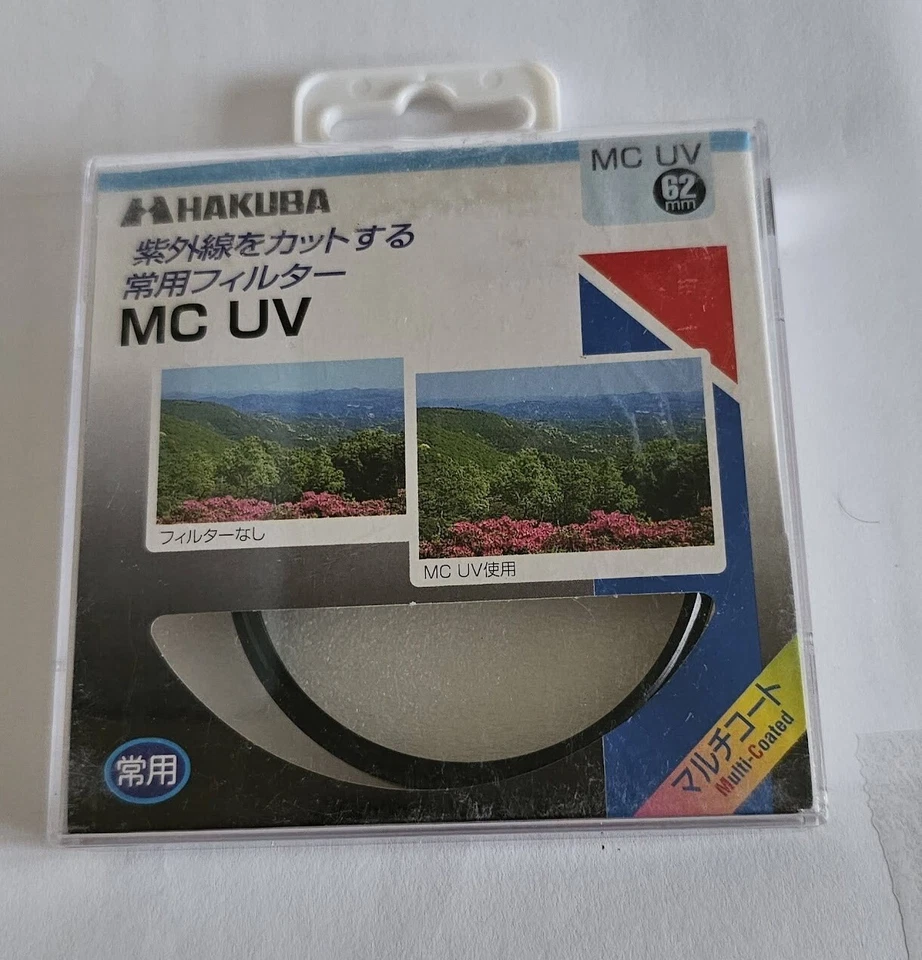 MC UV
62
mm
HAKUBA
紫外線をカットする
常用フィルター
MC UV
フィルターなし
MC UV使用
常用
マルチコート
Multi-Coated